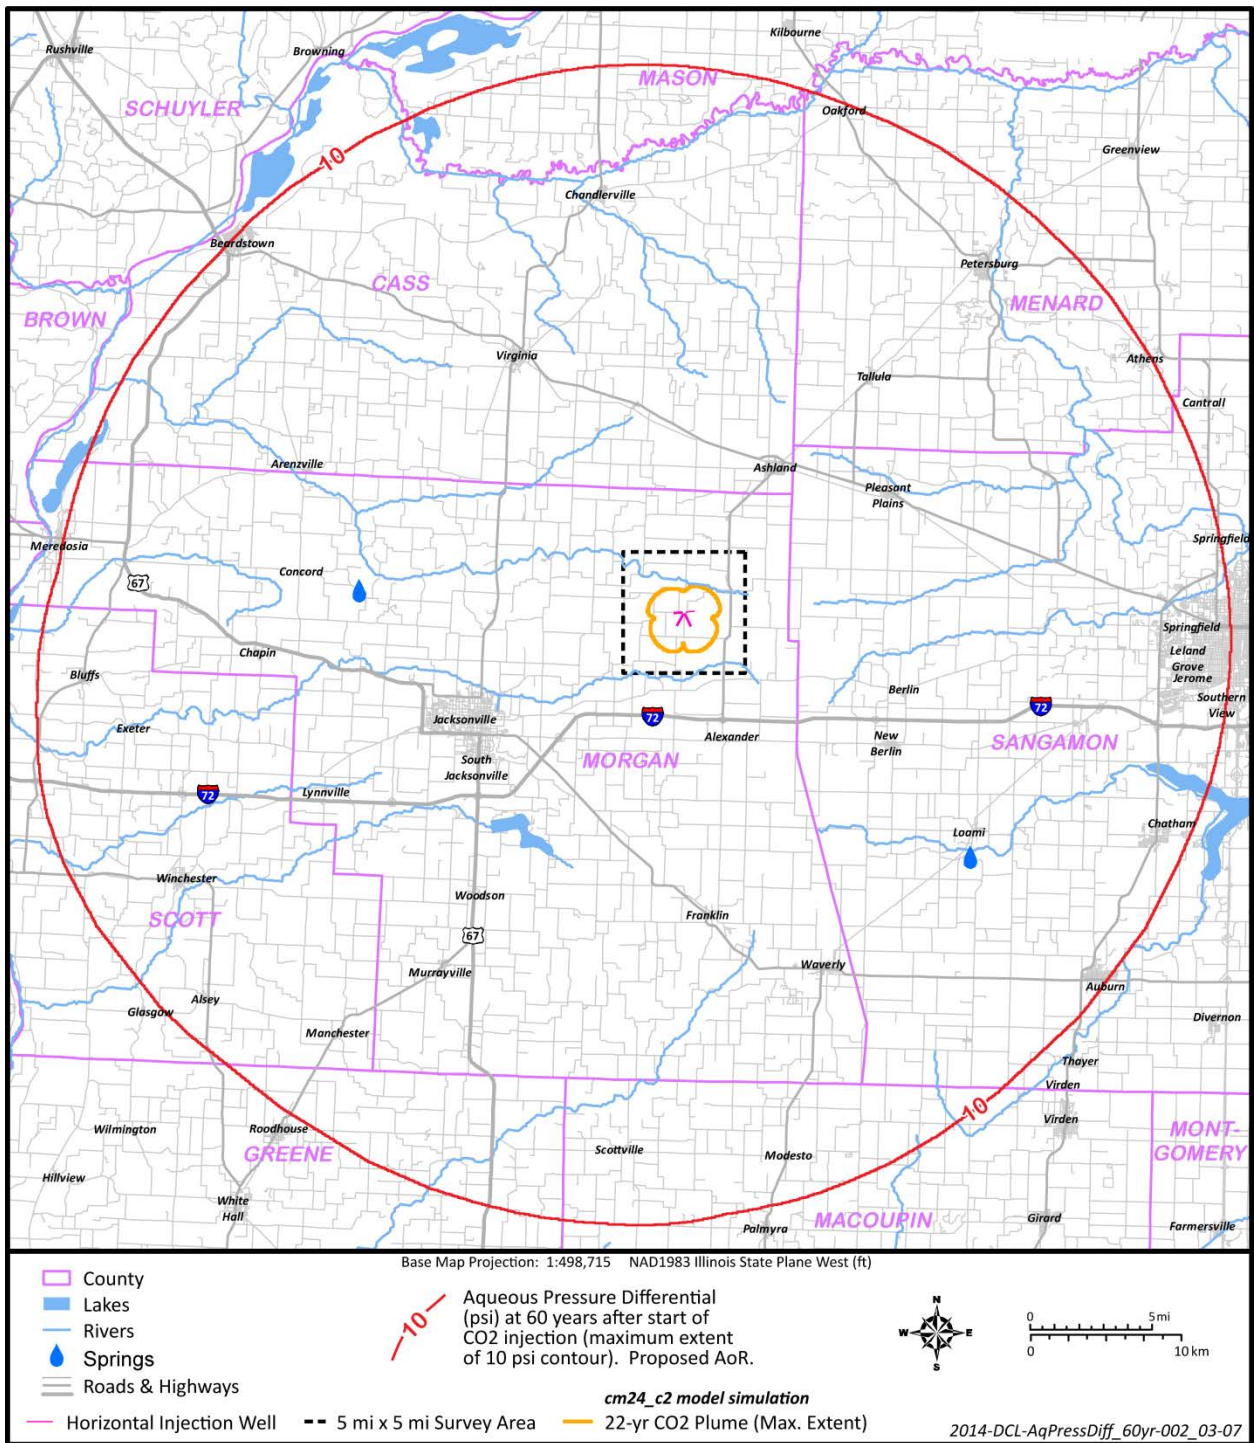 Kilbourne
Rushville
Browning
MASON
SCHUYLER
Oakford
Greenview
10
Chandlerville
Beardstown
Petersburg
CASS
MENARD
BROWN
Virginia
Athens
Tallula
Cantrall
Arenzville
Ashland
Pleasant
Plains
Meredosia
Springfield
Concord
67
Springfield
Chapin
Leland
Grove
Jerome
Bluffs
Berlin
Southern
View
72
72
Jacksonville
Exeter
Alexander
New
Berlin
SANGAMON
MORGAN
South
Jacksonville
72
Lynnville
Chatham
Loami
Winchester
Woodson
SCOTT
Franklin
67
Waverly
Murrayville
Auburn
Alsey
Glasgow
Divernon
Manchester
Thayer
Virden
10
Virden
Wilmington
Roodhouse
MONT-
GOMERY
GREENE
Scottville
Modesto
Hillview
White
Hall
MACOUPIN
Girard
Palmyra
Farmersville
Base Map Projection: 1:498,715 NAD1983 Illinois State Plane West (ft)
County
Lakes
Rivers
Springs
Roads & Highways
10
Aqueous Pressure Differential
(psi) at 60 years after start of
CO2 injection (maximum extent
of 10 psi contour). Proposed AoR.
N
W E
S
0 5mi
0 10 km
cm24_c2 model simulation
Horizontal Injection Well 5 mi x 5 mi Survey Area 22-yr CO2 Plume (Max. Extent)
2014-DCL-AqPressDiff_60yr-002_03-07